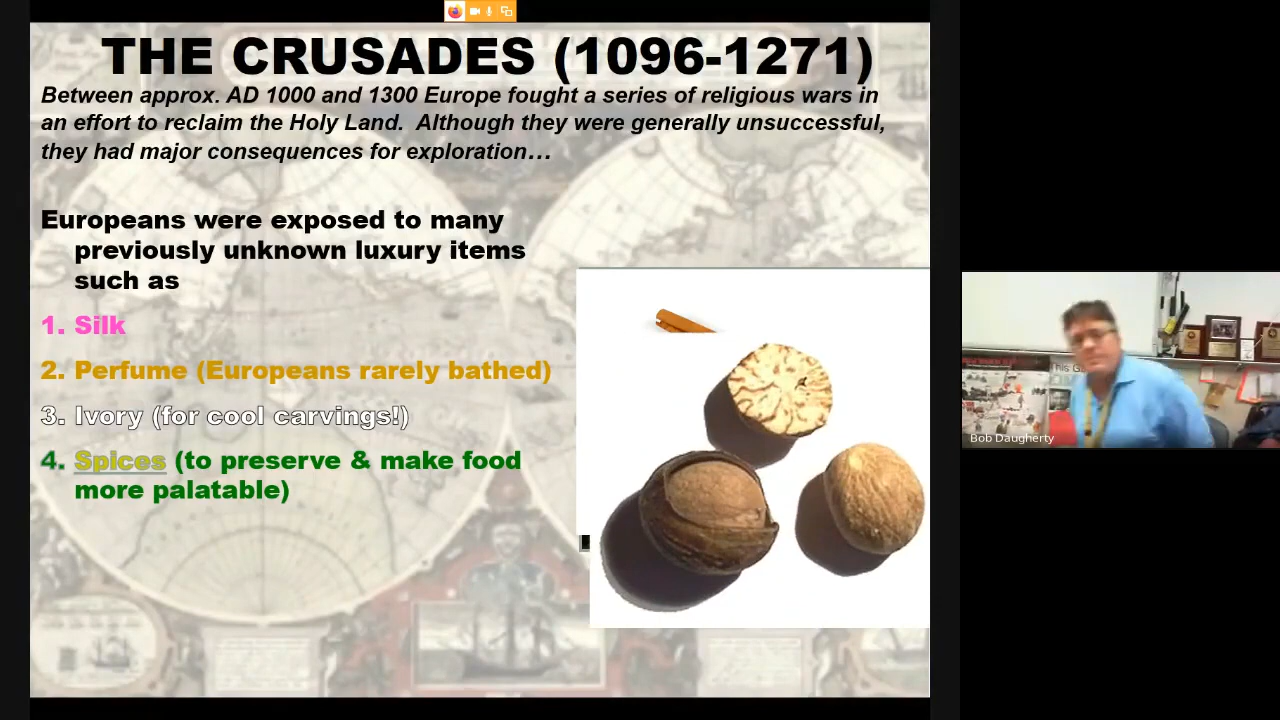 THE CRUSADES (1096-1271)
Between approx. AD 1000 and 1300 Europe fought a series of religious wars in
an effort to reclaim the Holy Land.  Although they were generally unsuccessful,
they had major consequences for exploration…
Europeans were exposed to many
previously unknown luxury items
such as
1. Silk
2. Perfume (Europeans rarely bathed)
3. Ivory (for cool carvings!)
4. Spices (to preserve & make food
more palatable)
Bob Daugherty